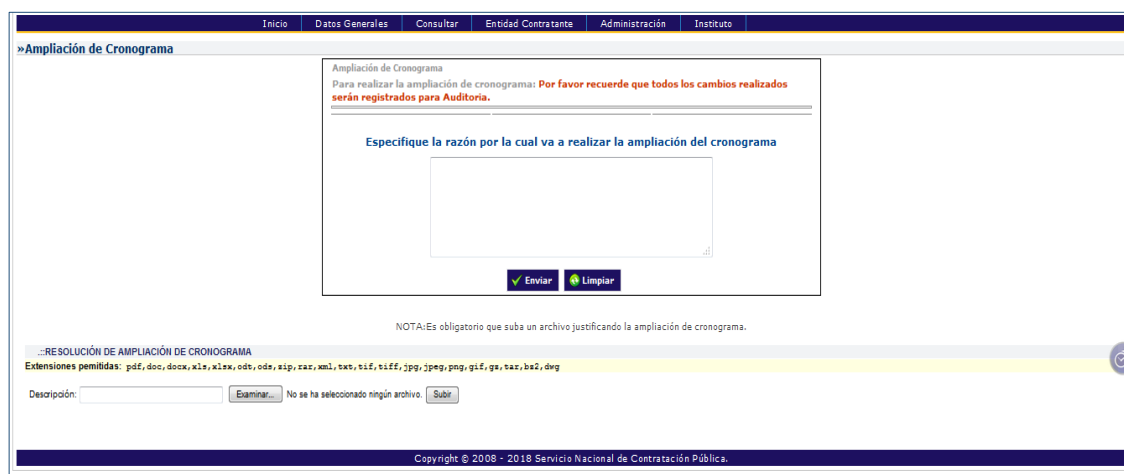 Inicio Datos Generales Consultar Entidad Contratante Administración Instituto
»Ampliación de Cronograma
Ampliación de Cronograma
Para realizar la ampliación de cronograma: Por favor recuerde que todos los cambios realizados
serán registrados para Auditoria.
Especifique la razón por la cual va a realizar la ampliación del cronograma
Enviar Limpiar
NOTA:Es obligatorio que suba un archivo justificando la ampliación de cronograma.
.::RESOLUCIÓN DE AMPLIACIÓN DE CRONOGRAMA
Extensiones pemitidas: pdf,doc,docx,xls,xlsx,odt,ods,zip,rar,xml,txt,tif,tiff,jpg,jpeg,png,gif,gz,tar,bz2,dwg
Descripción: Examinar... No se ha seleccionado ningún archivo. Subir
Copyright © 2008 - 2018 Servicio Nacional de Contratación Pública.